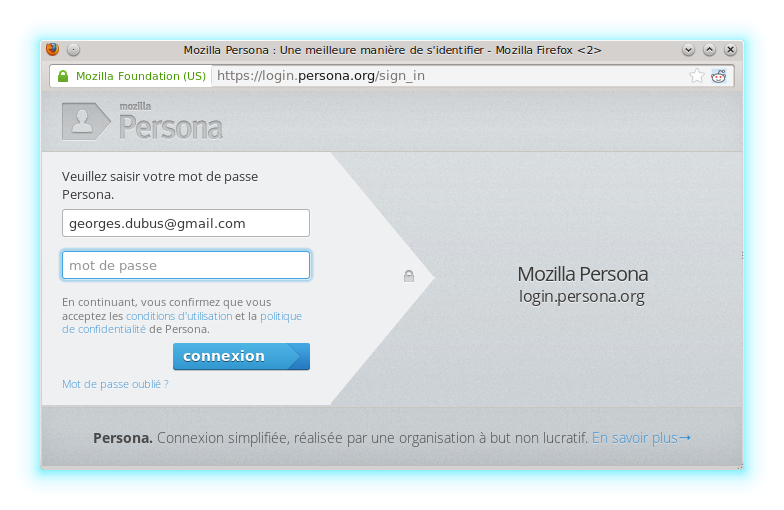 Mozilla Persona : Une meilleure manière de s'identifier - Mozilla Firefox <2>
Mozilla Foundation (US) https://login.persona.org/sign_in
mozilla
Persona
Veuillez saisir votre mot de passe
Persona.
georges.dubus@gmail.com
mot de passe
En continuant, vous confirmez que vous
acceptez les conditions d'utilisation et la politique
de confidentialité de Persona.
connexion
Mot de passe oublié ?
Mozilla Persona
login.persona.org
Persona. Connexion simplifiée, réalisée par une organisation à but non lucratif. En savoir plus→